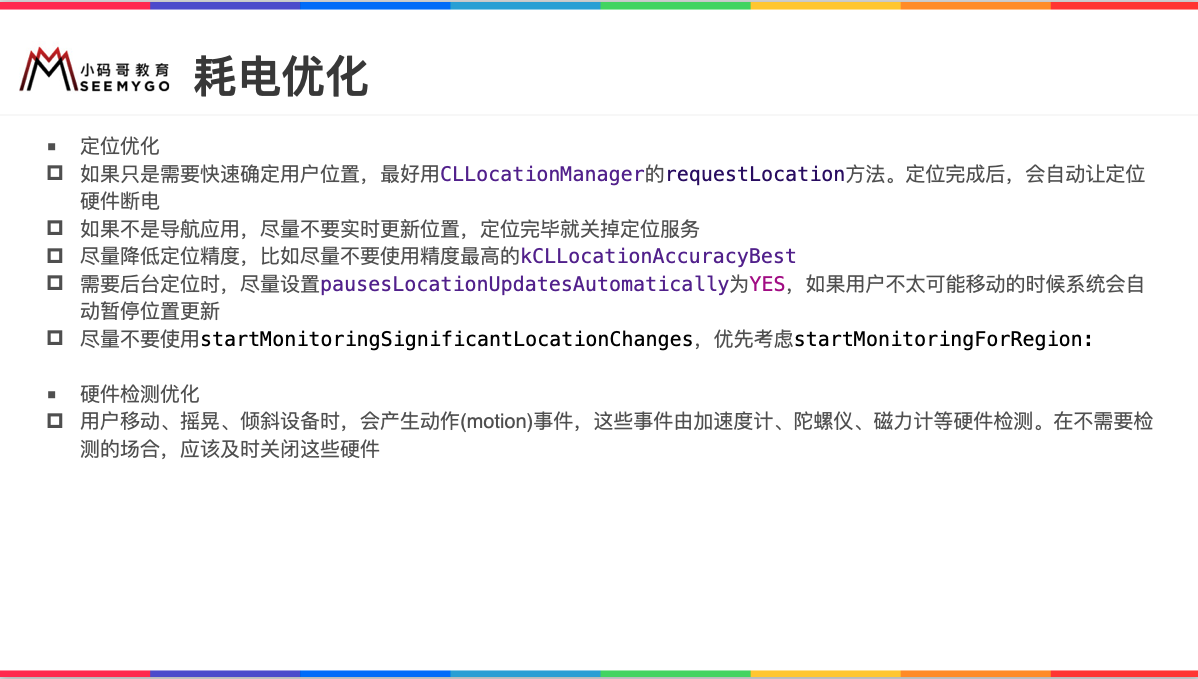 小码哥教育
SEEMYGO
耗电优化
定位优化
如果只是需要快速确定用户位置，最好用CLLocationManager的requestLocation方法。定位完成后，会自动让定位
硬件断电
如果不是导航应用，尽量不要实时更新位置，定位完毕就关掉定位服务
尽量降低定位精度，比如尽量不要使用精度最高的kCLLocationAccuracyBest
需要后台定位时，尽量设置pausesLocationUpdatesAutomatically为YES，如果用户不太可能移动的时候系统会自
动暂停位置更新
尽量不要使用startMonitoringSignificantLocationChanges，优先考虑startMonitoringForRegion:
硬件检测优化
用户移动、摇晃、倾斜设备时，会产生动作(motion)事件，这些事件由加速度计、陀螺仪、磁力计等硬件检测。在不需要检
测的场合，应该及时关闭这些硬件